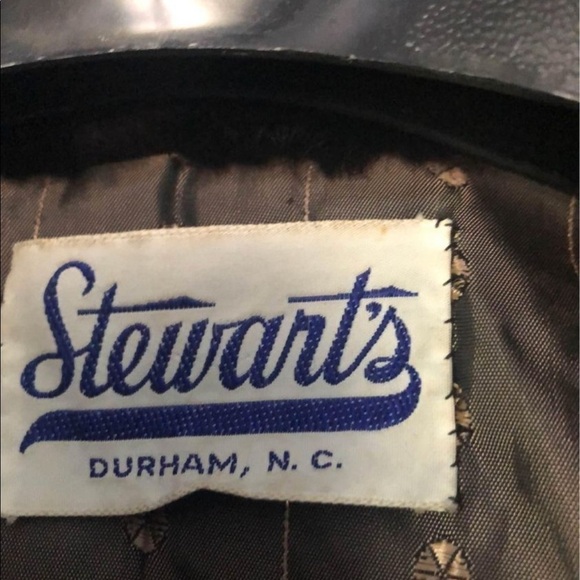 Stewart's
DURHAM, N. C.